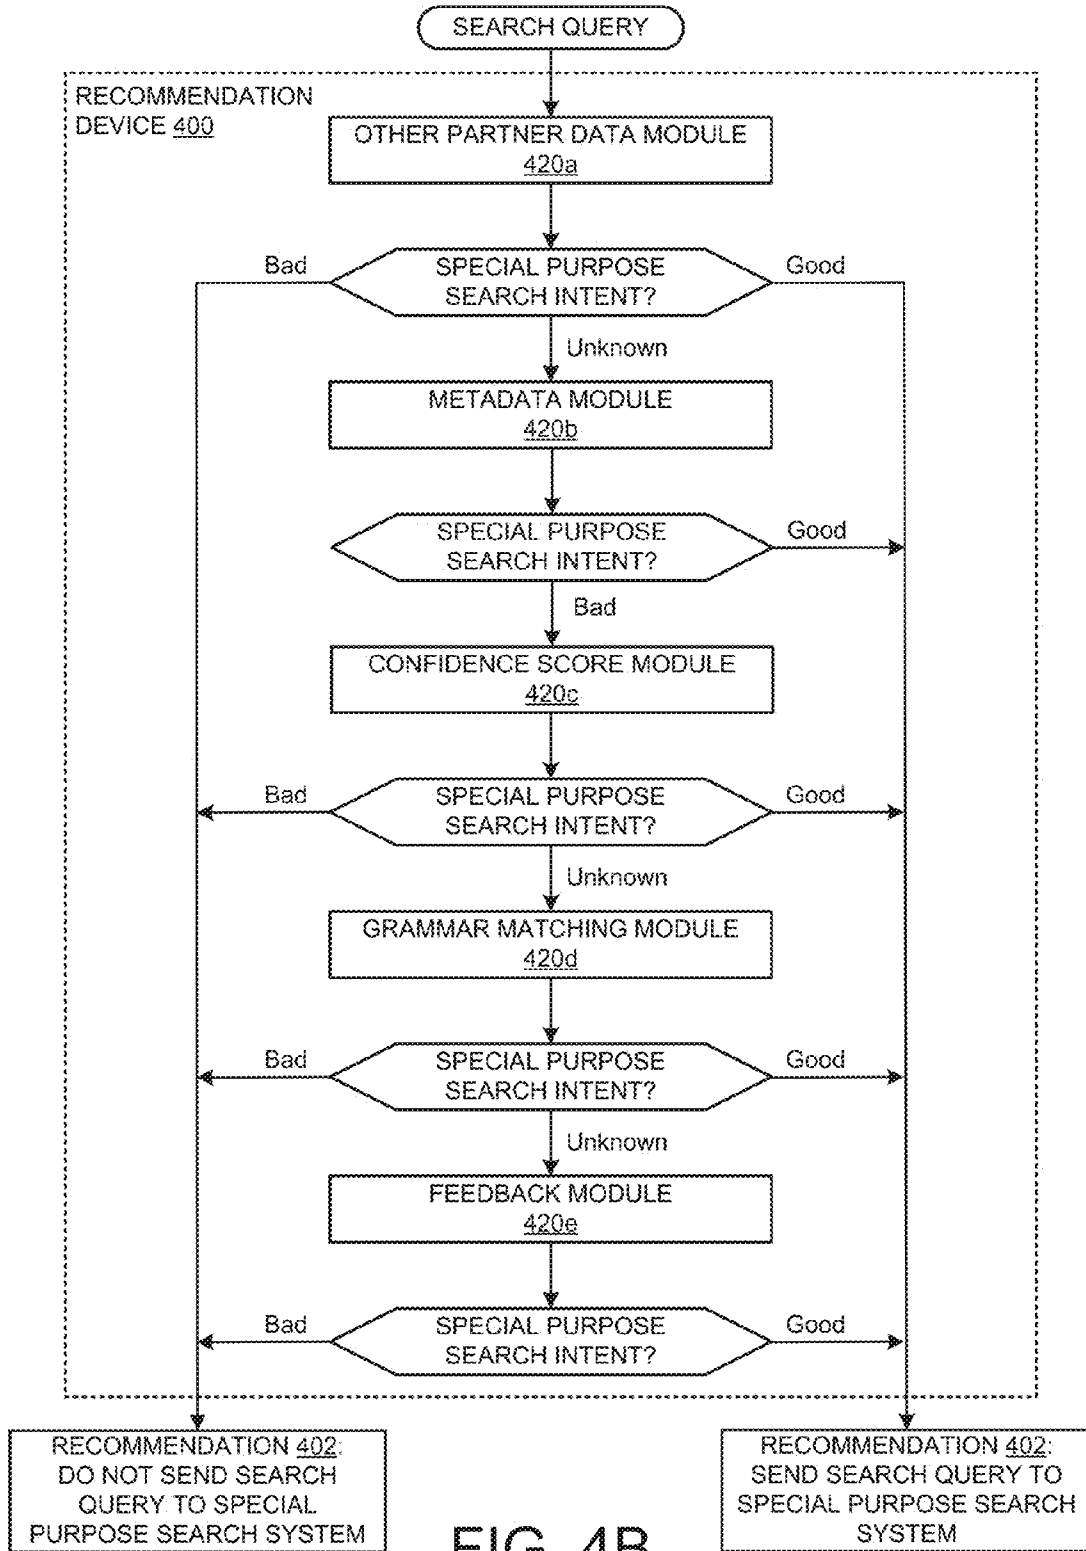 SEARCH QUERY
RECOMMENDATION
DEVICE 400
OTHER PARTNER DATA MODULE
420a
Bad
SPECIAL PURPOSE
SEARCH INTENT?
Good
Unknown
METADATA MODULE
420b
SPECIAL PURPOSE
SEARCH INTENT?
Good
Bad
CONFIDENCE SCORE MODULE
420c
Bad
SPECIAL PURPOSE
SEARCH INTENT?
Good
Unknown
GRAMMAR MATCHING MODULE
420d
Bad
SPECIAL PURPOSE
SEARCH INTENT?
Good
Unknown
FEEDBACK MODULE
420e
Bad
SPECIAL PURPOSE
SEARCH INTENT?
Good
RECOMMENDATION 402:
DO NOT SEND SEARCH
QUERY TO SPECIAL
PURPOSE SEARCH SYSTEM
RECOMMENDATION 402:
SEND SEARCH QUERY TO
SPECIAL PURPOSE SEARCH
SYSTEM
FIG. 4B